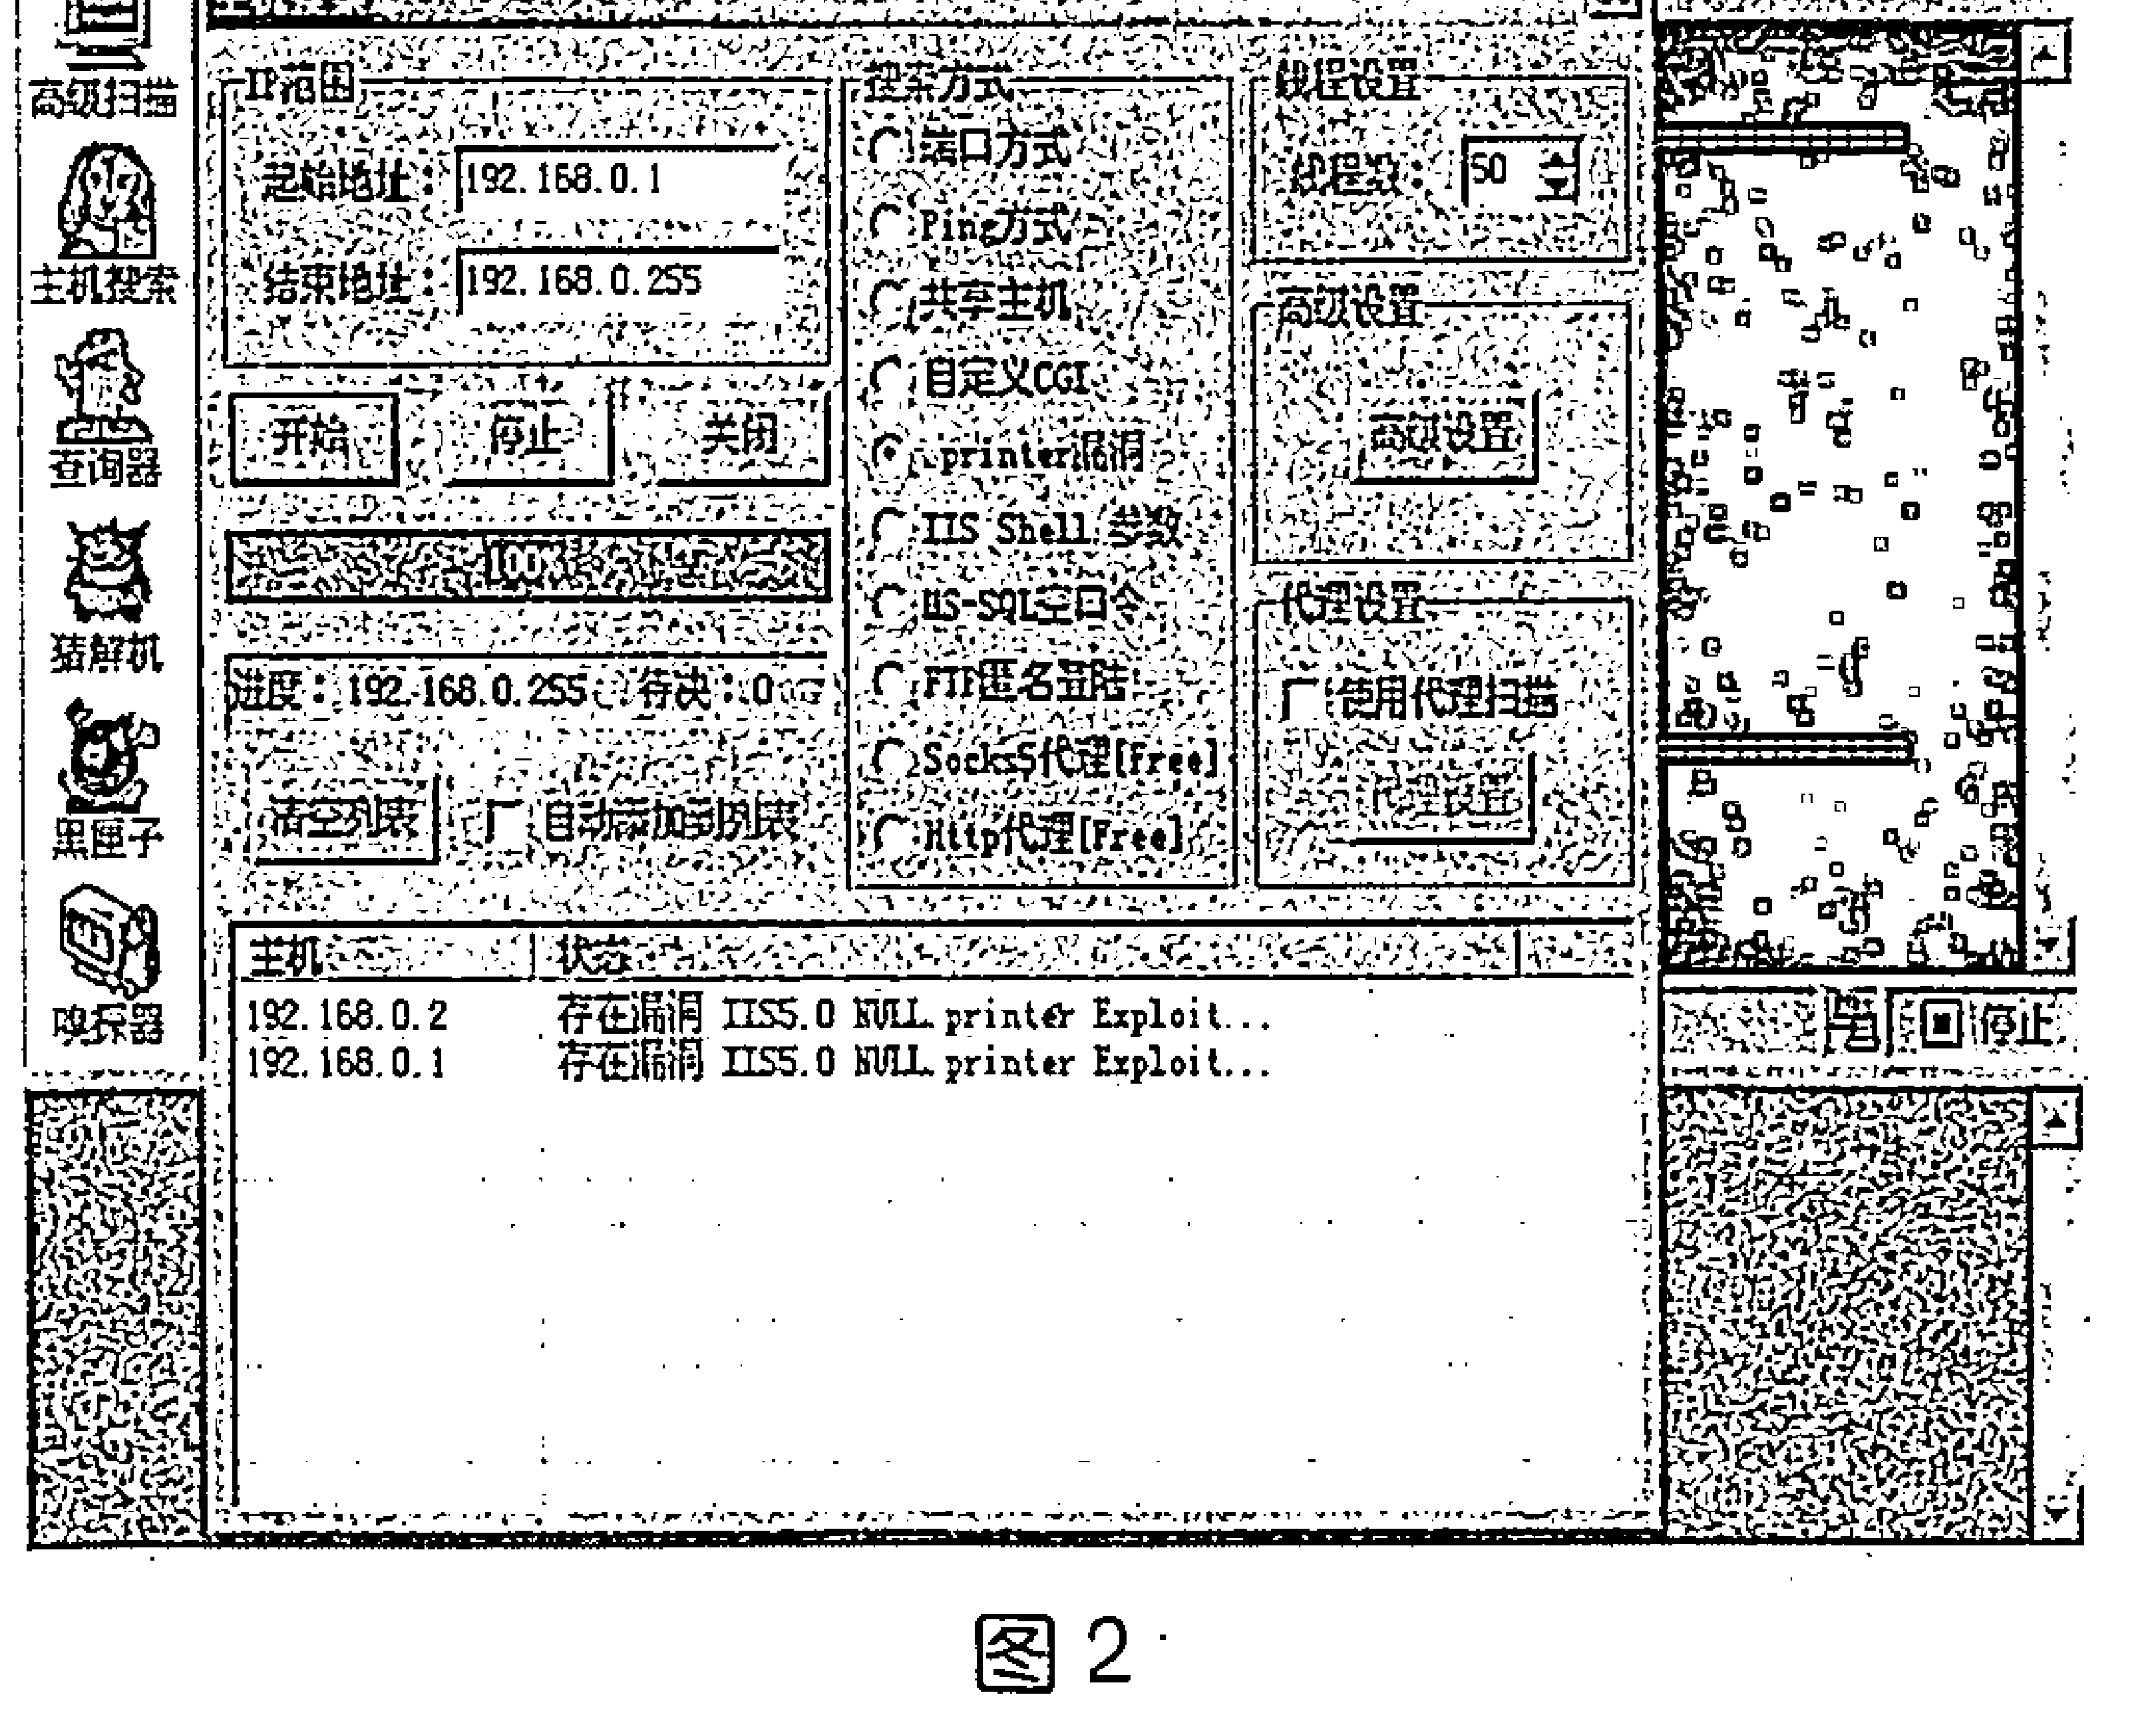 高级扫描
主机搜索
查询器
猜解机
黑匣子
嗅探器
IP范围
起始地址：192.168.0.1
结束地址：192.168.0.255
开始 停止 关闭
100%
进度：192.168.0.255 待决：0
清空列表 自动添加到列表
搜索方式
端口方式
Ping方式
共享主机
自定义CGI
.printer漏洞
IIS Shell 参数
MS-SQL空口令
FTP匿名登陆
Socks5代理[Free]
Http代理[Free]
线程设置
线程数：50
高级设置
高级设置
代理设置
使用代理扫描
代理设置
主机 状态
192.168.0.2 存在漏洞 IIS5.0 NULL.printer Exploit...
192.168.0.1 存在漏洞 IIS5.0 NULL.printer Exploit...
停止
图 2